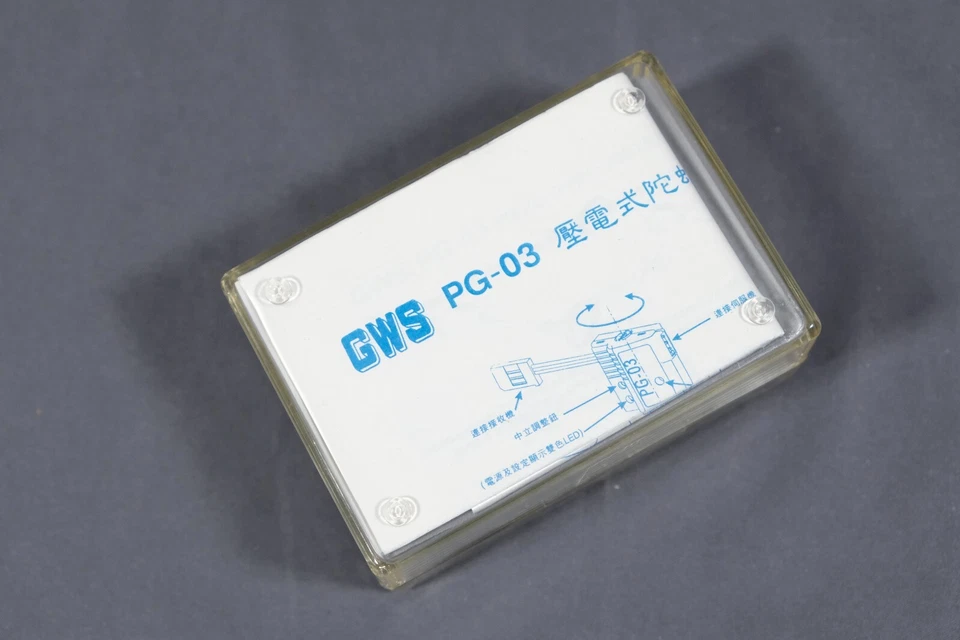 GWS PG-03 壓電式陀
連接伺服機
PG-03
連接接收機
中立調整鈕
(電源及設定顯示雙色LED)